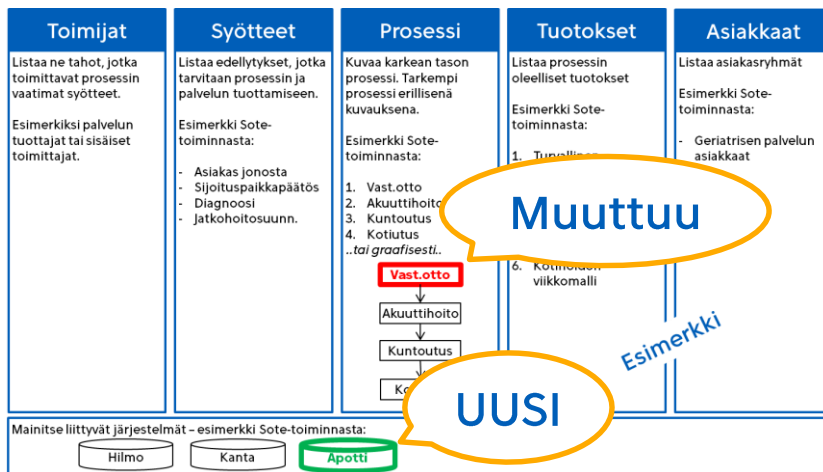 Toimijat
Listaa ne tahot, jotka
toimittavat prosessin
vaatimat syötteet.
Esimerkiksi palvelun
tuottajat tai sisäiset
toimittajat.
Syötteet
Listaa edellytykset, jotka
tarvitaan prosessin ja
palvelun tuottamiseen.
Esimerkki Sote-
toiminnasta:
- Asiakas jonosta
- Sijoituspaikkapäätös
- Diagnoosi
- Jatkohoitosuunn.
Prosessi
Kuvaa karkean tason
prosessi. Tarkempi
prosessi erillisenä
kuvauksena.
Esimerkki Sote-
toiminnasta:
1. Vast.otto
2. Akuuttihoito
3. Kuntoutus
4. Kotiutus
..tai graafisesti..
Vast.otto
Akuuttihoito
Kuntoutus
Tuotokset
Listaa prosessin
oleelliset tuotokset
Esimerkki Sote-
toiminnasta:
1. Turvallinen
6. Kotihoidon
viikkomalli
Asiakkaat
Listaa asiakasryhmät
Esimerkki Sote-
toiminnasta:
- Geriatrisen palvelun
asiakkaat
Muuttuu
Esimerkki
UUSI
Mainitse liittyvät järjestelmät – esimerkki Sote-toiminnasta:
Hilmo
Kanta
Apotti